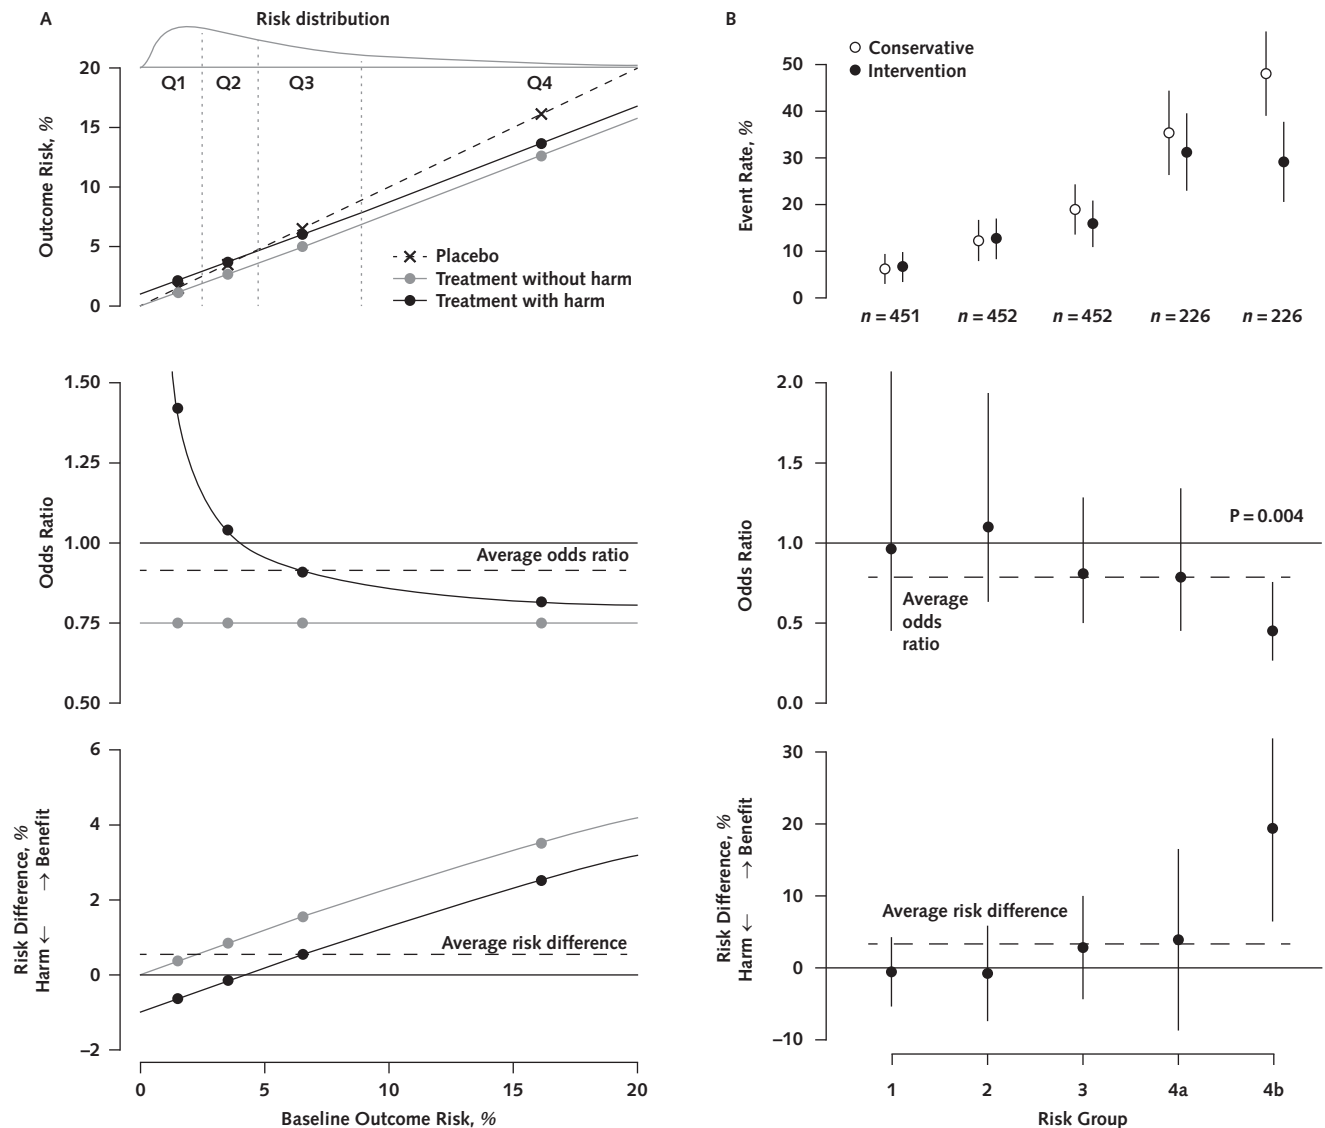 A
Risk distribution
Q1
Q2
Q3
Q4
Outcome Risk, %
20
15
10
5
0
Placebo
Treatment without harm
Treatment with harm
Odds Ratio
1.50
1.25
1.00
0.75
0.50
Average odds ratio
Risk Difference, %
Harm ← → Benefit
6
4
2
0
–2
Average risk difference
0
5
10
15
20
Baseline Outcome Risk, %
B
Conservative
Intervention
Event Rate, %
50
40
30
20
10
0
n = 451
n = 452
n = 452
n = 226
n = 226
Odds Ratio
2.0
1.5
1.0
0.5
0.0
P = 0.004
Average
odds
ratio
Risk Difference, %
Harm ← → Benefit
30
20
10
0
–10
Average risk difference
1
2
3
4a
4b
Risk Group